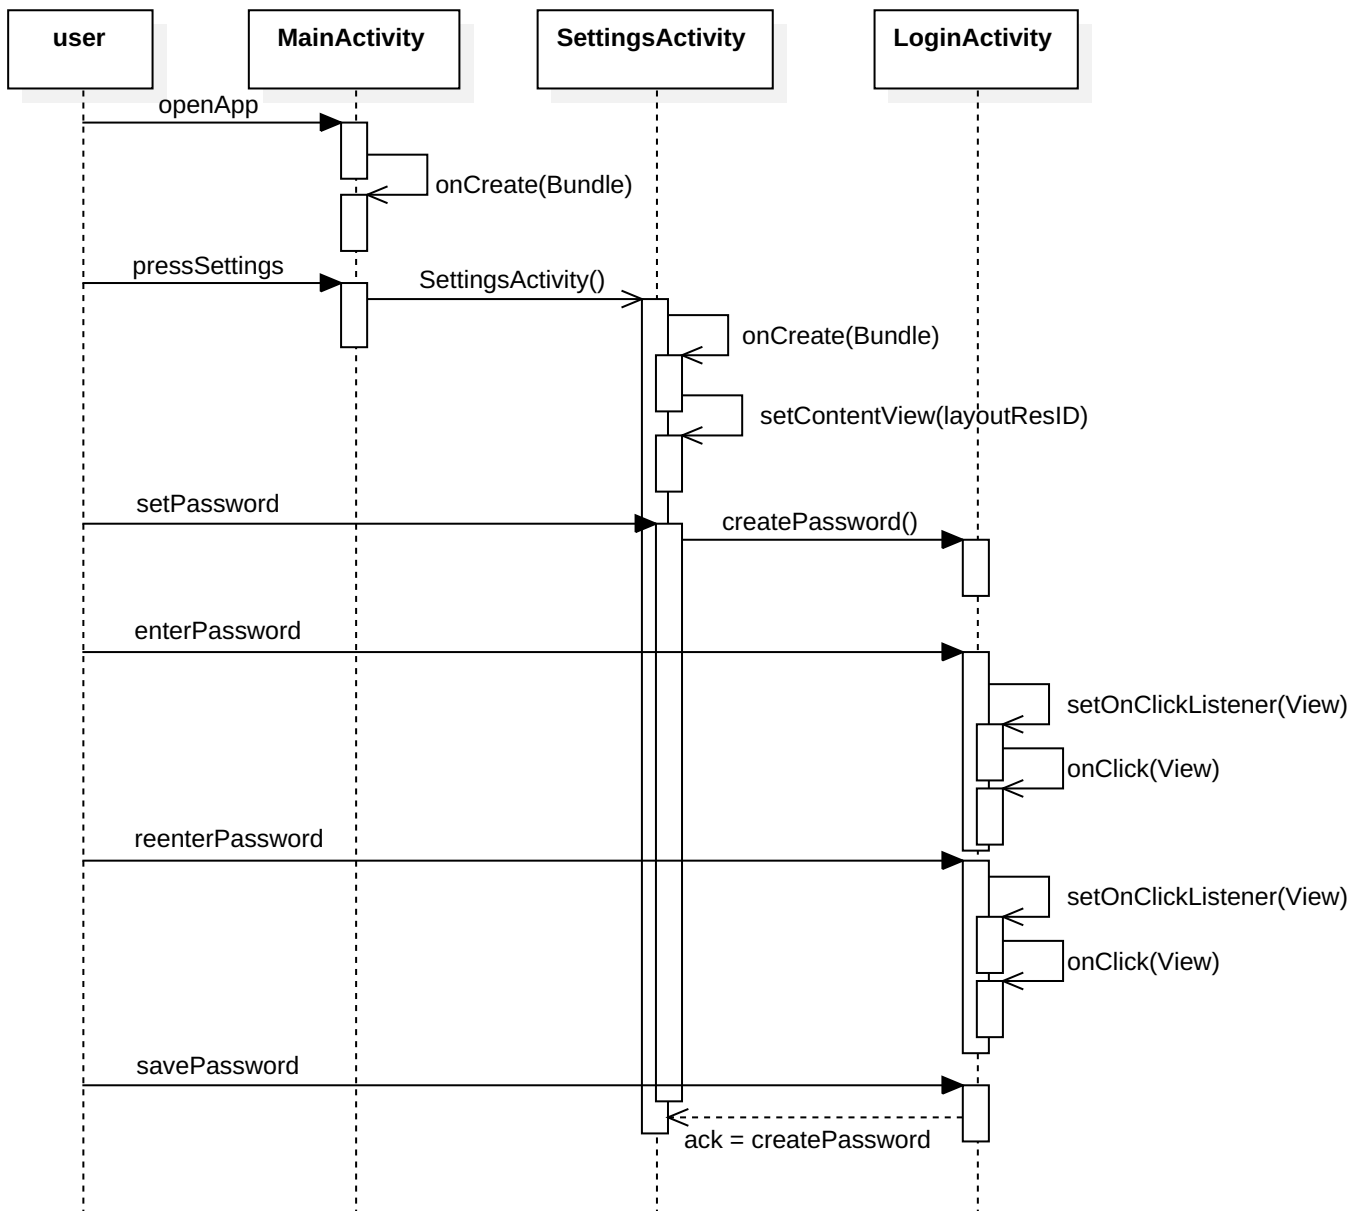 user
MainActivity
SettingsActivity
LoginActivity
openApp
onCreate(Bundle)
pressSettings
SettingsActivity()
onCreate(Bundle)
setContentView(layoutResID)
setPassword
createPassword()
enterPassword
setOnClickListener(View)
onClick(View)
reenterPassword
setOnClickListener(View)
onClick(View)
savePassword
ack = createPassword